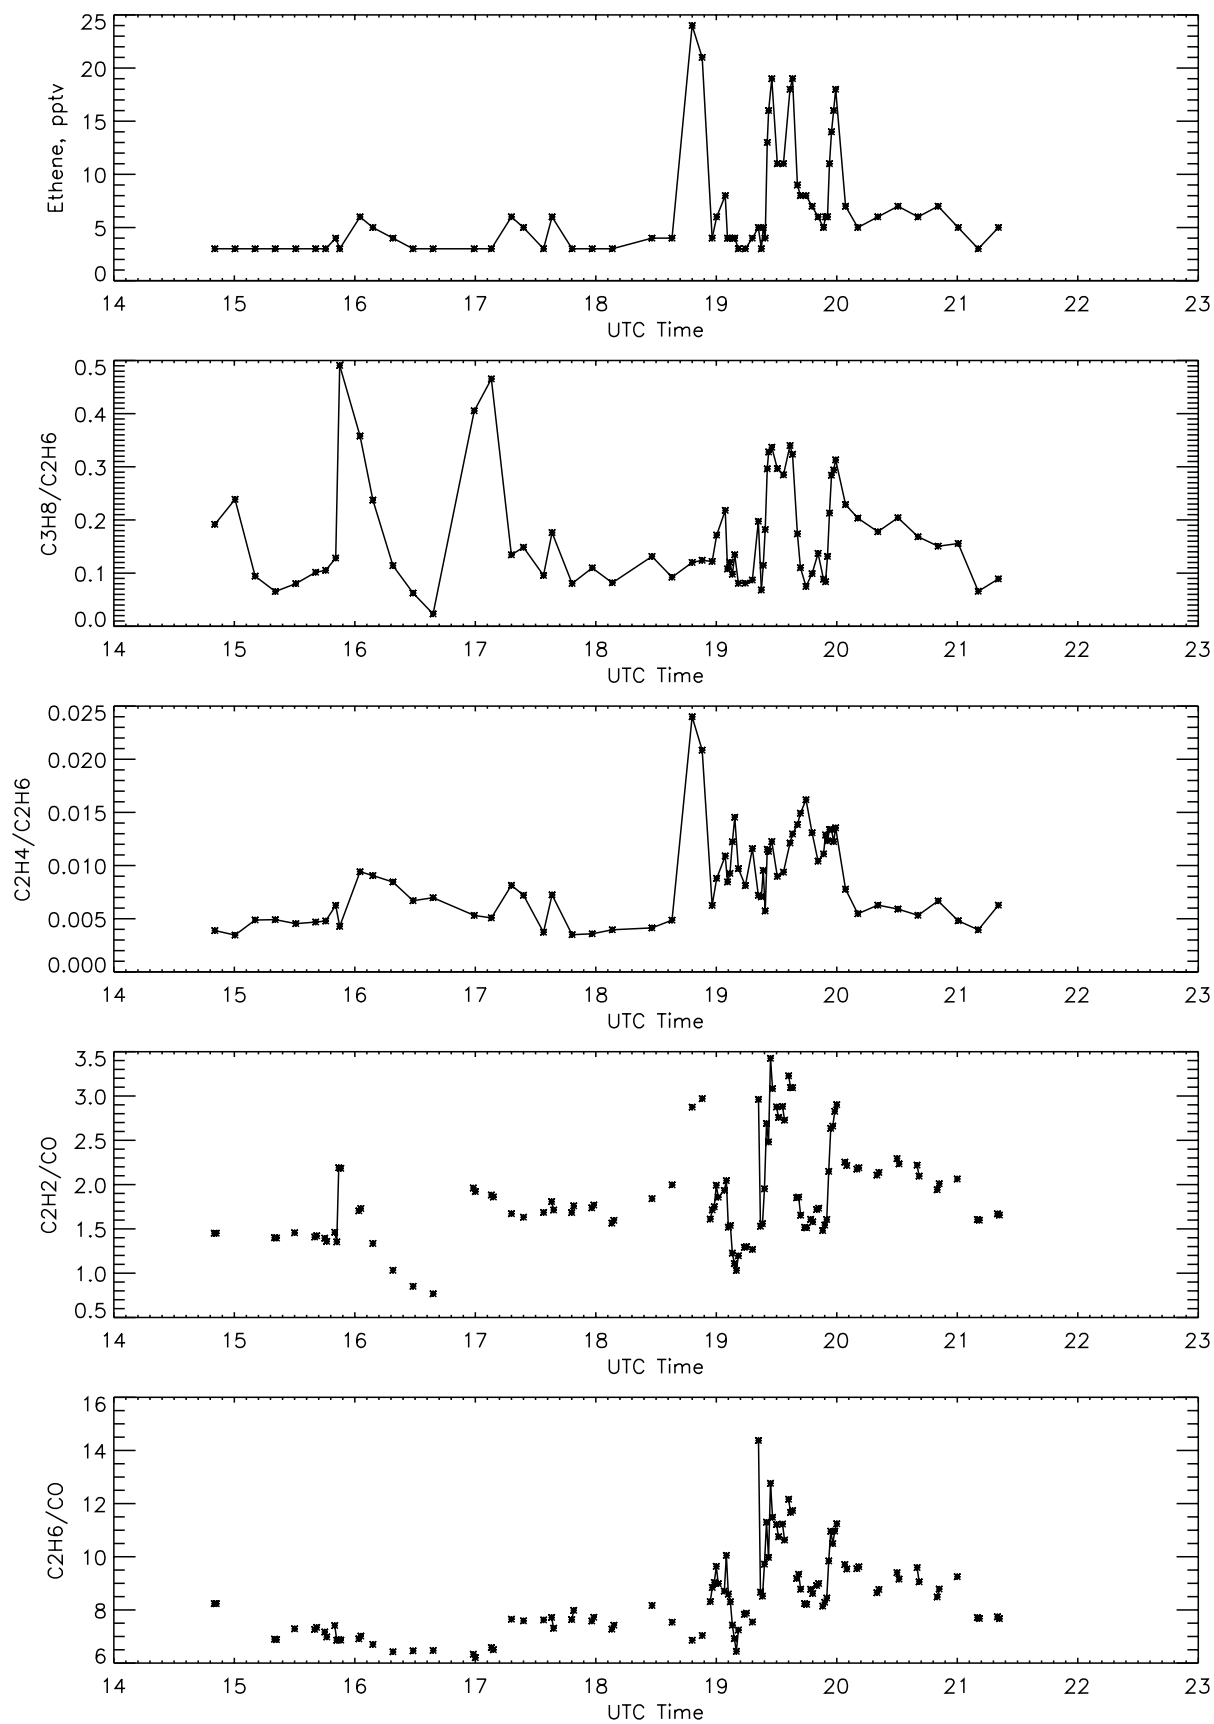 Ethene, pptv
25
20
15
10
5
0
14 15 16 17 18 19 20 21 22 23
UTC Time
C3H8/C2H6
0.5
0.4
0.3
0.2
0.1
0.0
14 15 16 17 18 19 20 21 22 23
UTC Time
C2H4/C2H6
0.025
0.020
0.015
0.010
0.005
0.000
14 15 16 17 18 19 20 21 22 23
UTC Time
C2H2/CO
3.5
3.0
2.5
2.0
1.5
1.0
0.5
14 15 16 17 18 19 20 21 22 23
UTC Time
C2H6/CO
16
14
12
10
8
6
14 15 16 17 18 19 20 21 22 23
UTC Time